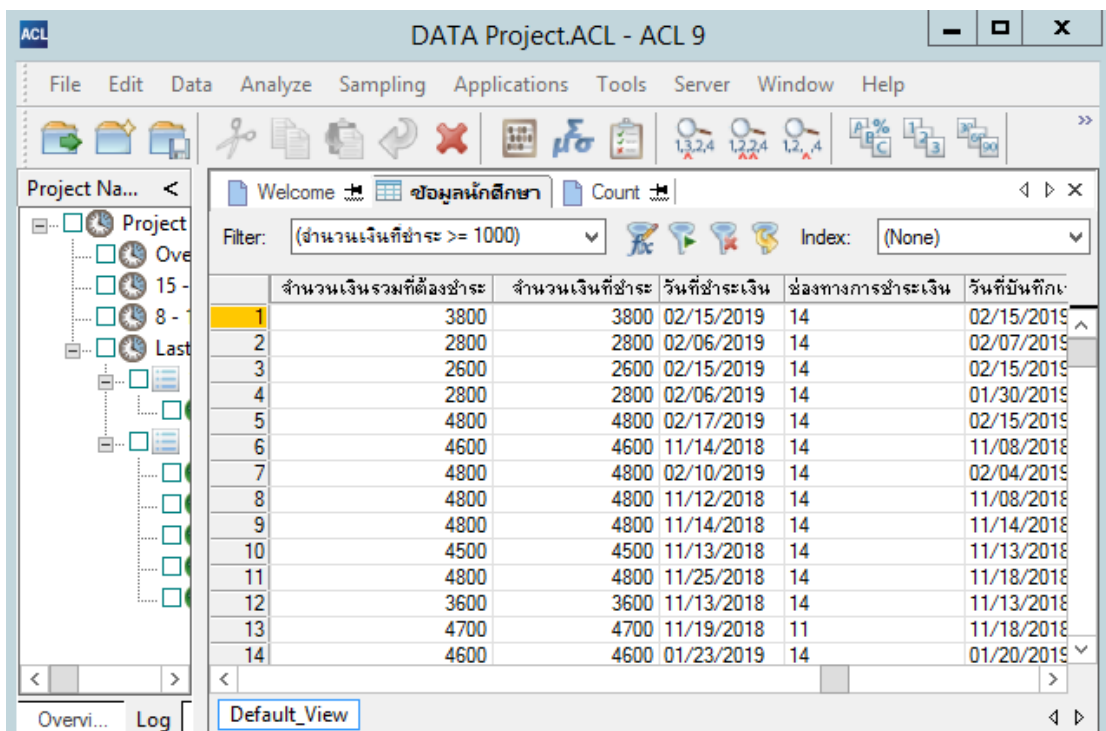 ACL DATA Project.ACL - ACL 9
File Edit Data Analyze Sampling Applications Tools Server Window Help
Project Na... Welcome ข้อมูลนักศึกษา Count
Project
Ove
15 -
8 - 1
Last
Filter: (จำนวนเงินที่ชำระ >= 1000) Index: (None)
จำนวนเงินรวมที่ต้องชำระ จำนวนเงินที่ชำระ วันที่ชำระเงิน ช่องทางการชำระเงิน วันที่บันทึกเ
1 3800 3800 02/15/2019 14 02/15/2019
2 2800 2800 02/06/2019 14 02/07/2019
3 2600 2600 02/15/2019 14 02/15/2019
4 2800 2800 02/06/2019 14 01/30/2019
5 4800 4800 02/17/2019 14 02/15/2019
6 4600 4600 11/14/2018 14 11/08/2018
7 4800 4800 02/10/2019 14 02/04/2019
8 4800 4800 11/12/2018 14 11/08/2018
9 4800 4800 11/14/2018 14 11/14/2018
10 4500 4500 11/13/2018 14 11/13/2018
11 4800 4800 11/25/2018 14 11/18/2018
12 3600 3600 11/13/2018 14 11/13/2018
13 4700 4700 11/19/2018 11 11/18/2018
14 4600 4600 01/23/2019 14 01/20/2019
Overvi... Log Default_View